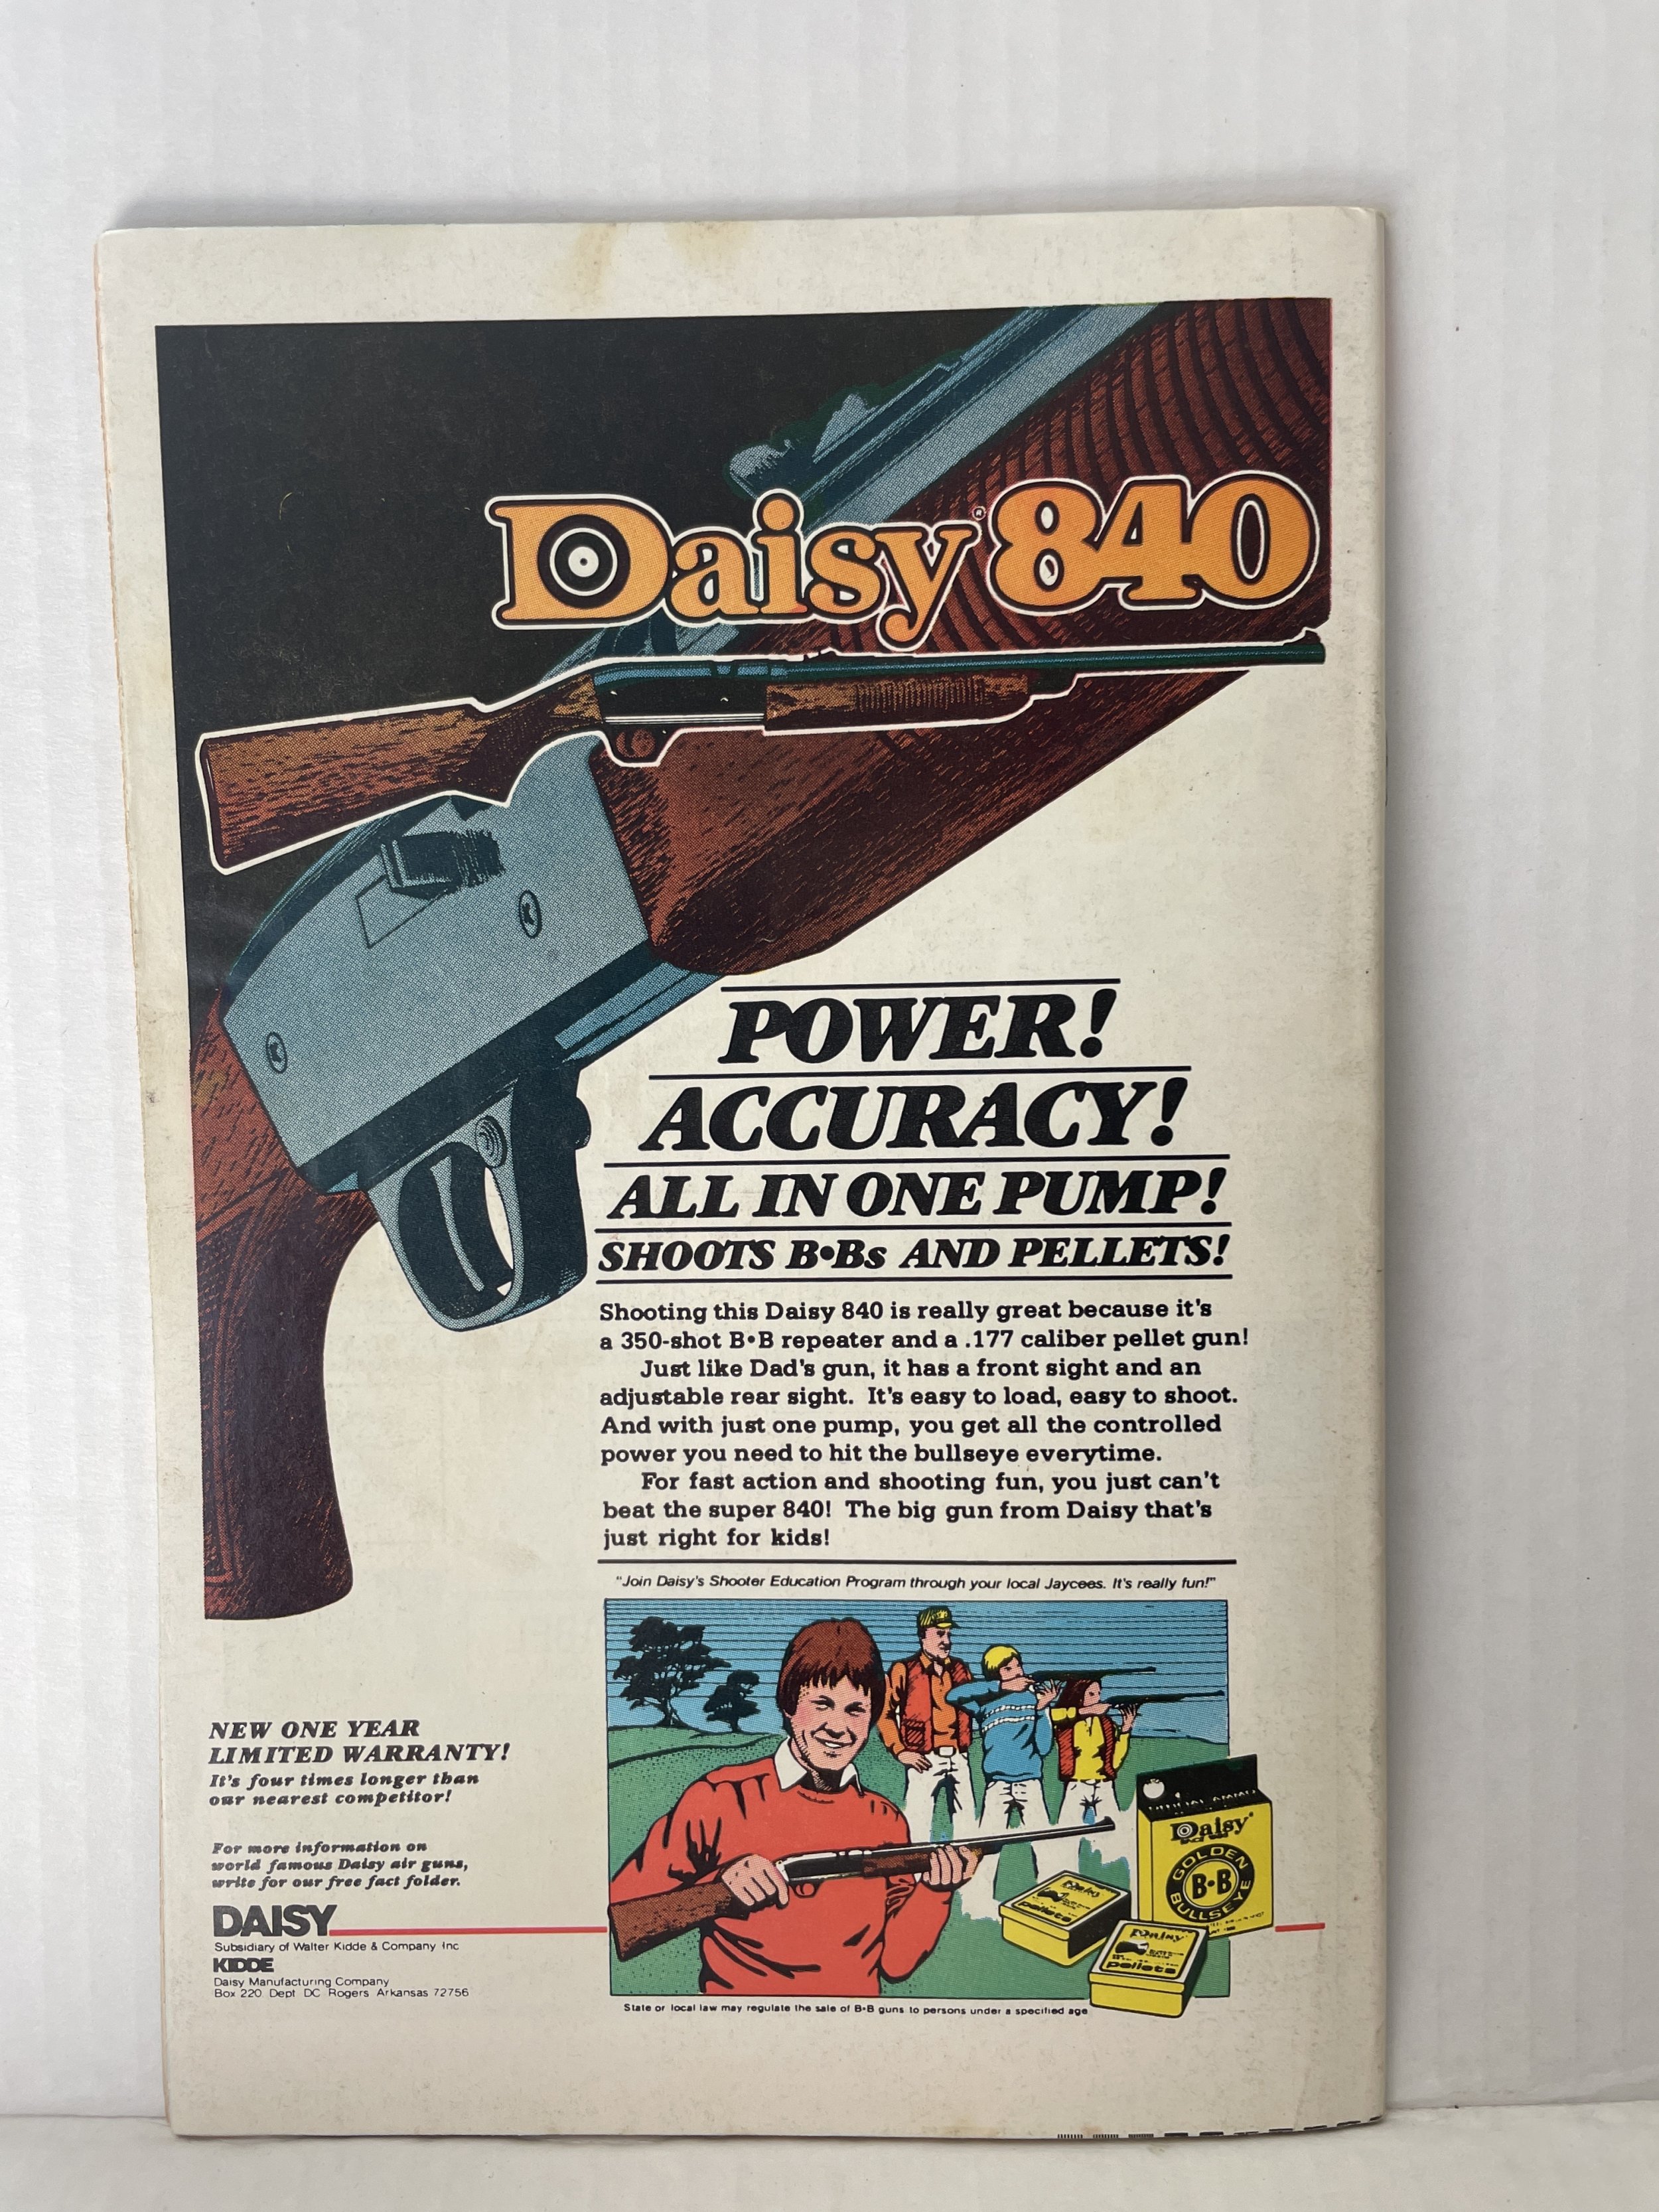 Daisy® 840
POWER!
ACCURACY!
ALL IN ONE PUMP!
SHOOTS B•Bs AND PELLETS!
Shooting this Daisy 840 is really great because it's
a 350-shot B•B repeater and a .177 caliber pellet gun!
Just like Dad's gun, it has a front sight and an
adjustable rear sight. It's easy to load, easy to shoot.
And with just one pump, you get all the controlled
power you need to hit the bullseye everytime.
For fast action and shooting fun, you just can't
beat the super 840! The big gun from Daisy that's
just right for kids!
"Join Daisy's Shooter Education Program through your local Jaycees. It's really fun!"
NEW ONE YEAR
LIMITED WARRANTY!
It's four times longer than
our nearest competitor!
For more information on
world famous Daisy air guns,
write for our free fact folder.
DAISY
Subsidiary of Walter Kidde & Company Inc
KIDDE
Daisy Manufacturing Company
Box 220 Dept DC Rogers Arkansas 72756
Daisy
GOLDEN
B•B
BULLSEYE
Daisy
pellets
Daisy
pellets
State or local law may regulate the sale of B•B guns to persons under a specified age